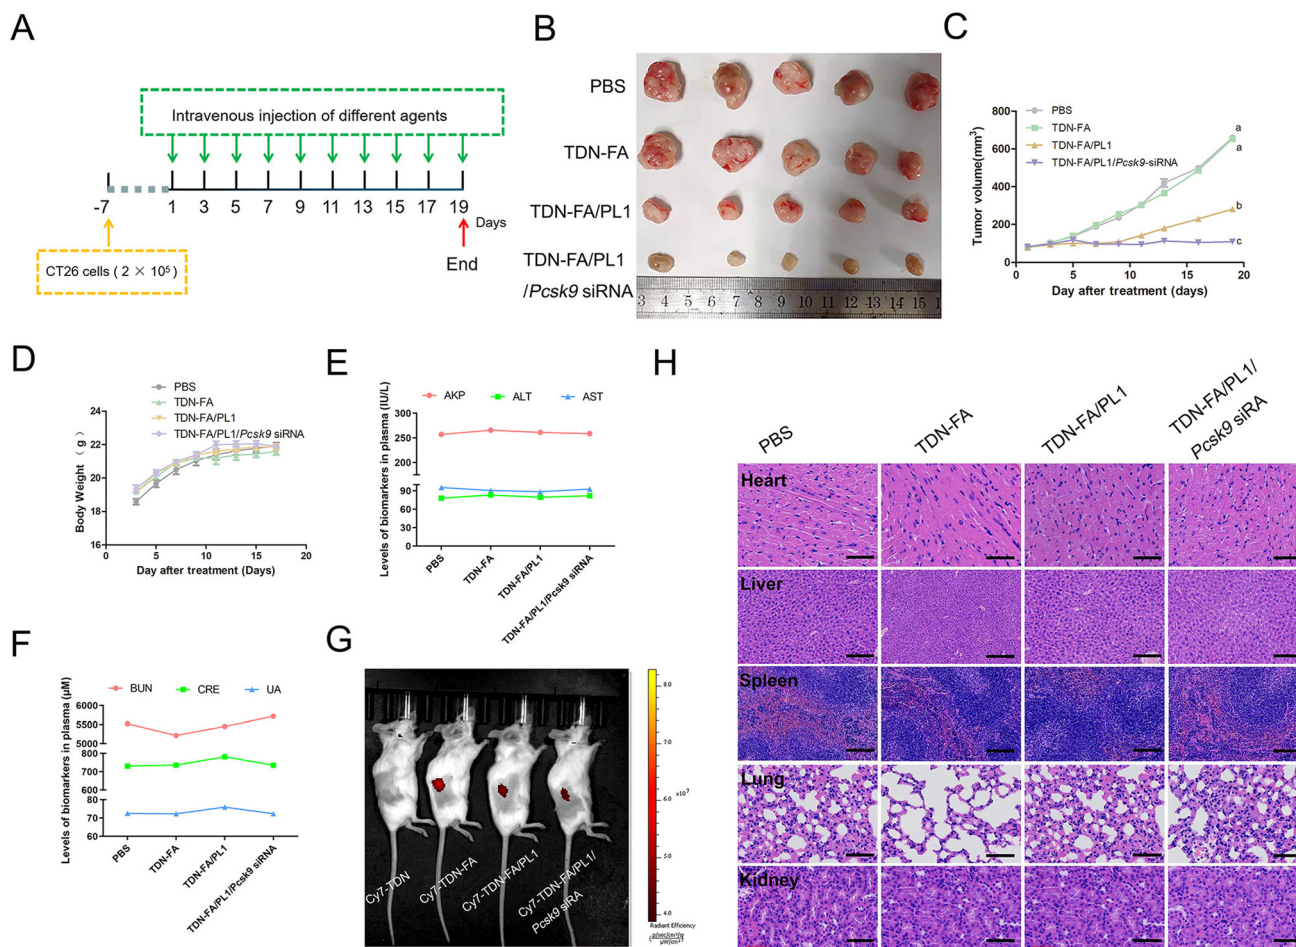 A
Intravenous injection of different agents
-7
1 3 5 7 9 11 13 15 17 19 Days
CT26 cells ( 2 × 10⁵)
End
B
PBS
TDN-FA
TDN-FA/PL1
TDN-FA/PL1
/Pcsk9 siRNA
3 4 5 6 7 8 9 10 11 12 13 14 15 1
C
PBS
TDN-FA
TDN-FA/PL1
TDN-FA/PL1/Pcsk9-siRNA
Tumor volume(mm³)
800
600
400
200
0
a
a
b
c
0 5 10 15 20
Day after treatment (days)
D
PBS
TDN-FA
TDN-FA/PL1
TDN-FA/PL1/Pcsk9 siRNA
Body Weight ( g)
24
22
20
18
16
0 5 10 15 20
Day after treatment (Days)
E
AKP ALT AST
Levels of biomarkers in plasma (IU/L)
300
250
200
90
60
30
0
PBS
TDN-FA
TDN-FA/PL1
TDN-FA/PL1/Pcsk9 siRNA
F
BUN CRE UA
Levels of biomarkers in plasma (μM)
6000
5500
5000
800
700
600
80
70
60
PBS
TDN-FA
TDN-FA/PL1
TDN-FA/PL1/Pcsk9 siRNA
G
Cy7-TDN
Cy7-TDN-FA
Cy7-TDN-FA/PL1
Cy7-TDN-FA/PL1/
Pcsk9 siRA
8.0
7.0
×10⁷
6.0
5.0
4.0
Radiant Efficiency
H
PBS
TDN-FA
TDN-FA/PL1
TDN-FA/PL1/
Pcsk9 siRA
Heart
Liver
Spleen
Lung
Kidney